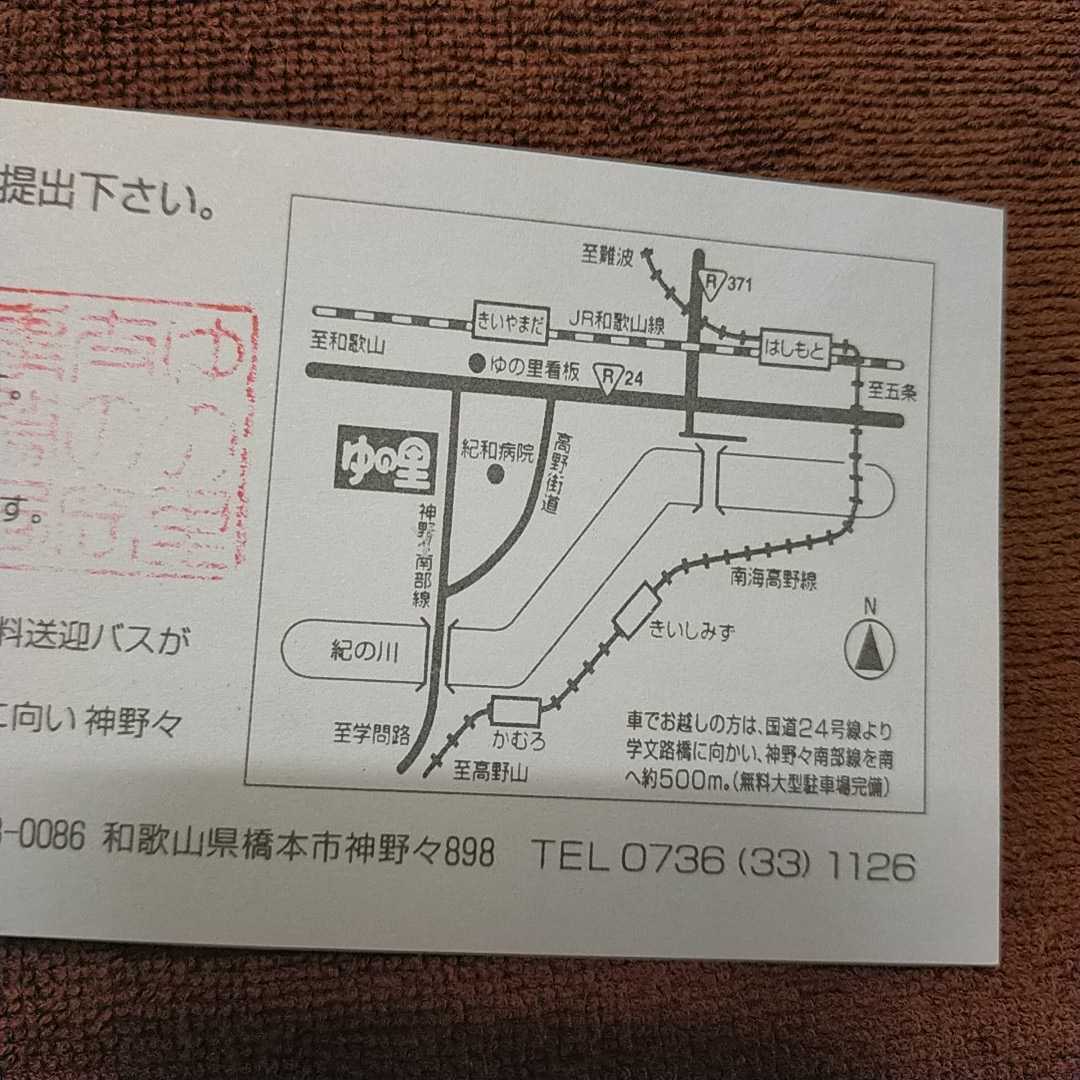 提出下さい。
す。
料送迎バスが
に向い 神野々
至難波
R 371
きいやまだ
JR和歌山線
はしもと
至和歌山
ゆの里看板
R 24
至五条
ゆの里
紀和病院
高野街道
神野々南部線
南海高野線
N
きいしみず
紀の川
至学問路
かむろ
至高野山
車でお越しの方は、国道24号線より
学文路橋に向かい、神野々南部線を南
へ約500m。(無料大型駐車場完備)
-0086 和歌山県橋本市神野々898 TEL 0736 (33) 1126